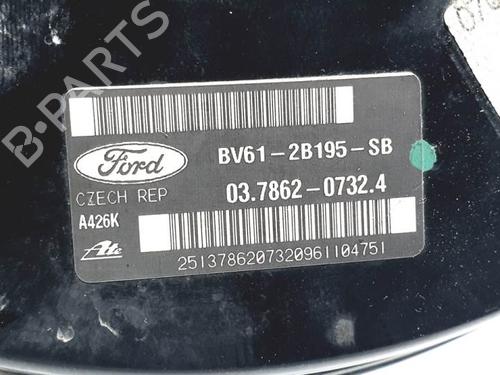 B-PARTS
Ford
BV61-2B195-SB
CZECH REP
03.7862-0732.4
A426K
Ate
2513786207320961104751